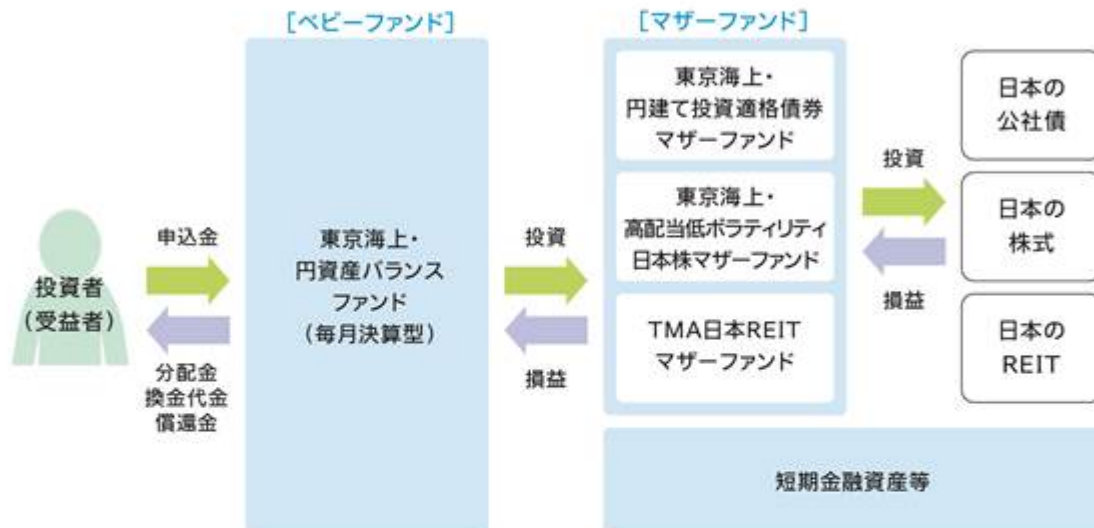 ［ベビーファンド］
［マザーファンド］
投資者
（受益者）
申込金
分配金
換金代金
償還金
東京海上・
円資産バランス
ファンド
（毎月決算型）
投資
損益
東京海上・
円建て投資適格債券
マザーファンド
東京海上・
高配当低ボラティリティ
日本株マザーファンド
TMA日本REIT
マザーファンド
投資
損益
日本の
公社債
日本の
株式
日本の
REIT
短期金融資産等